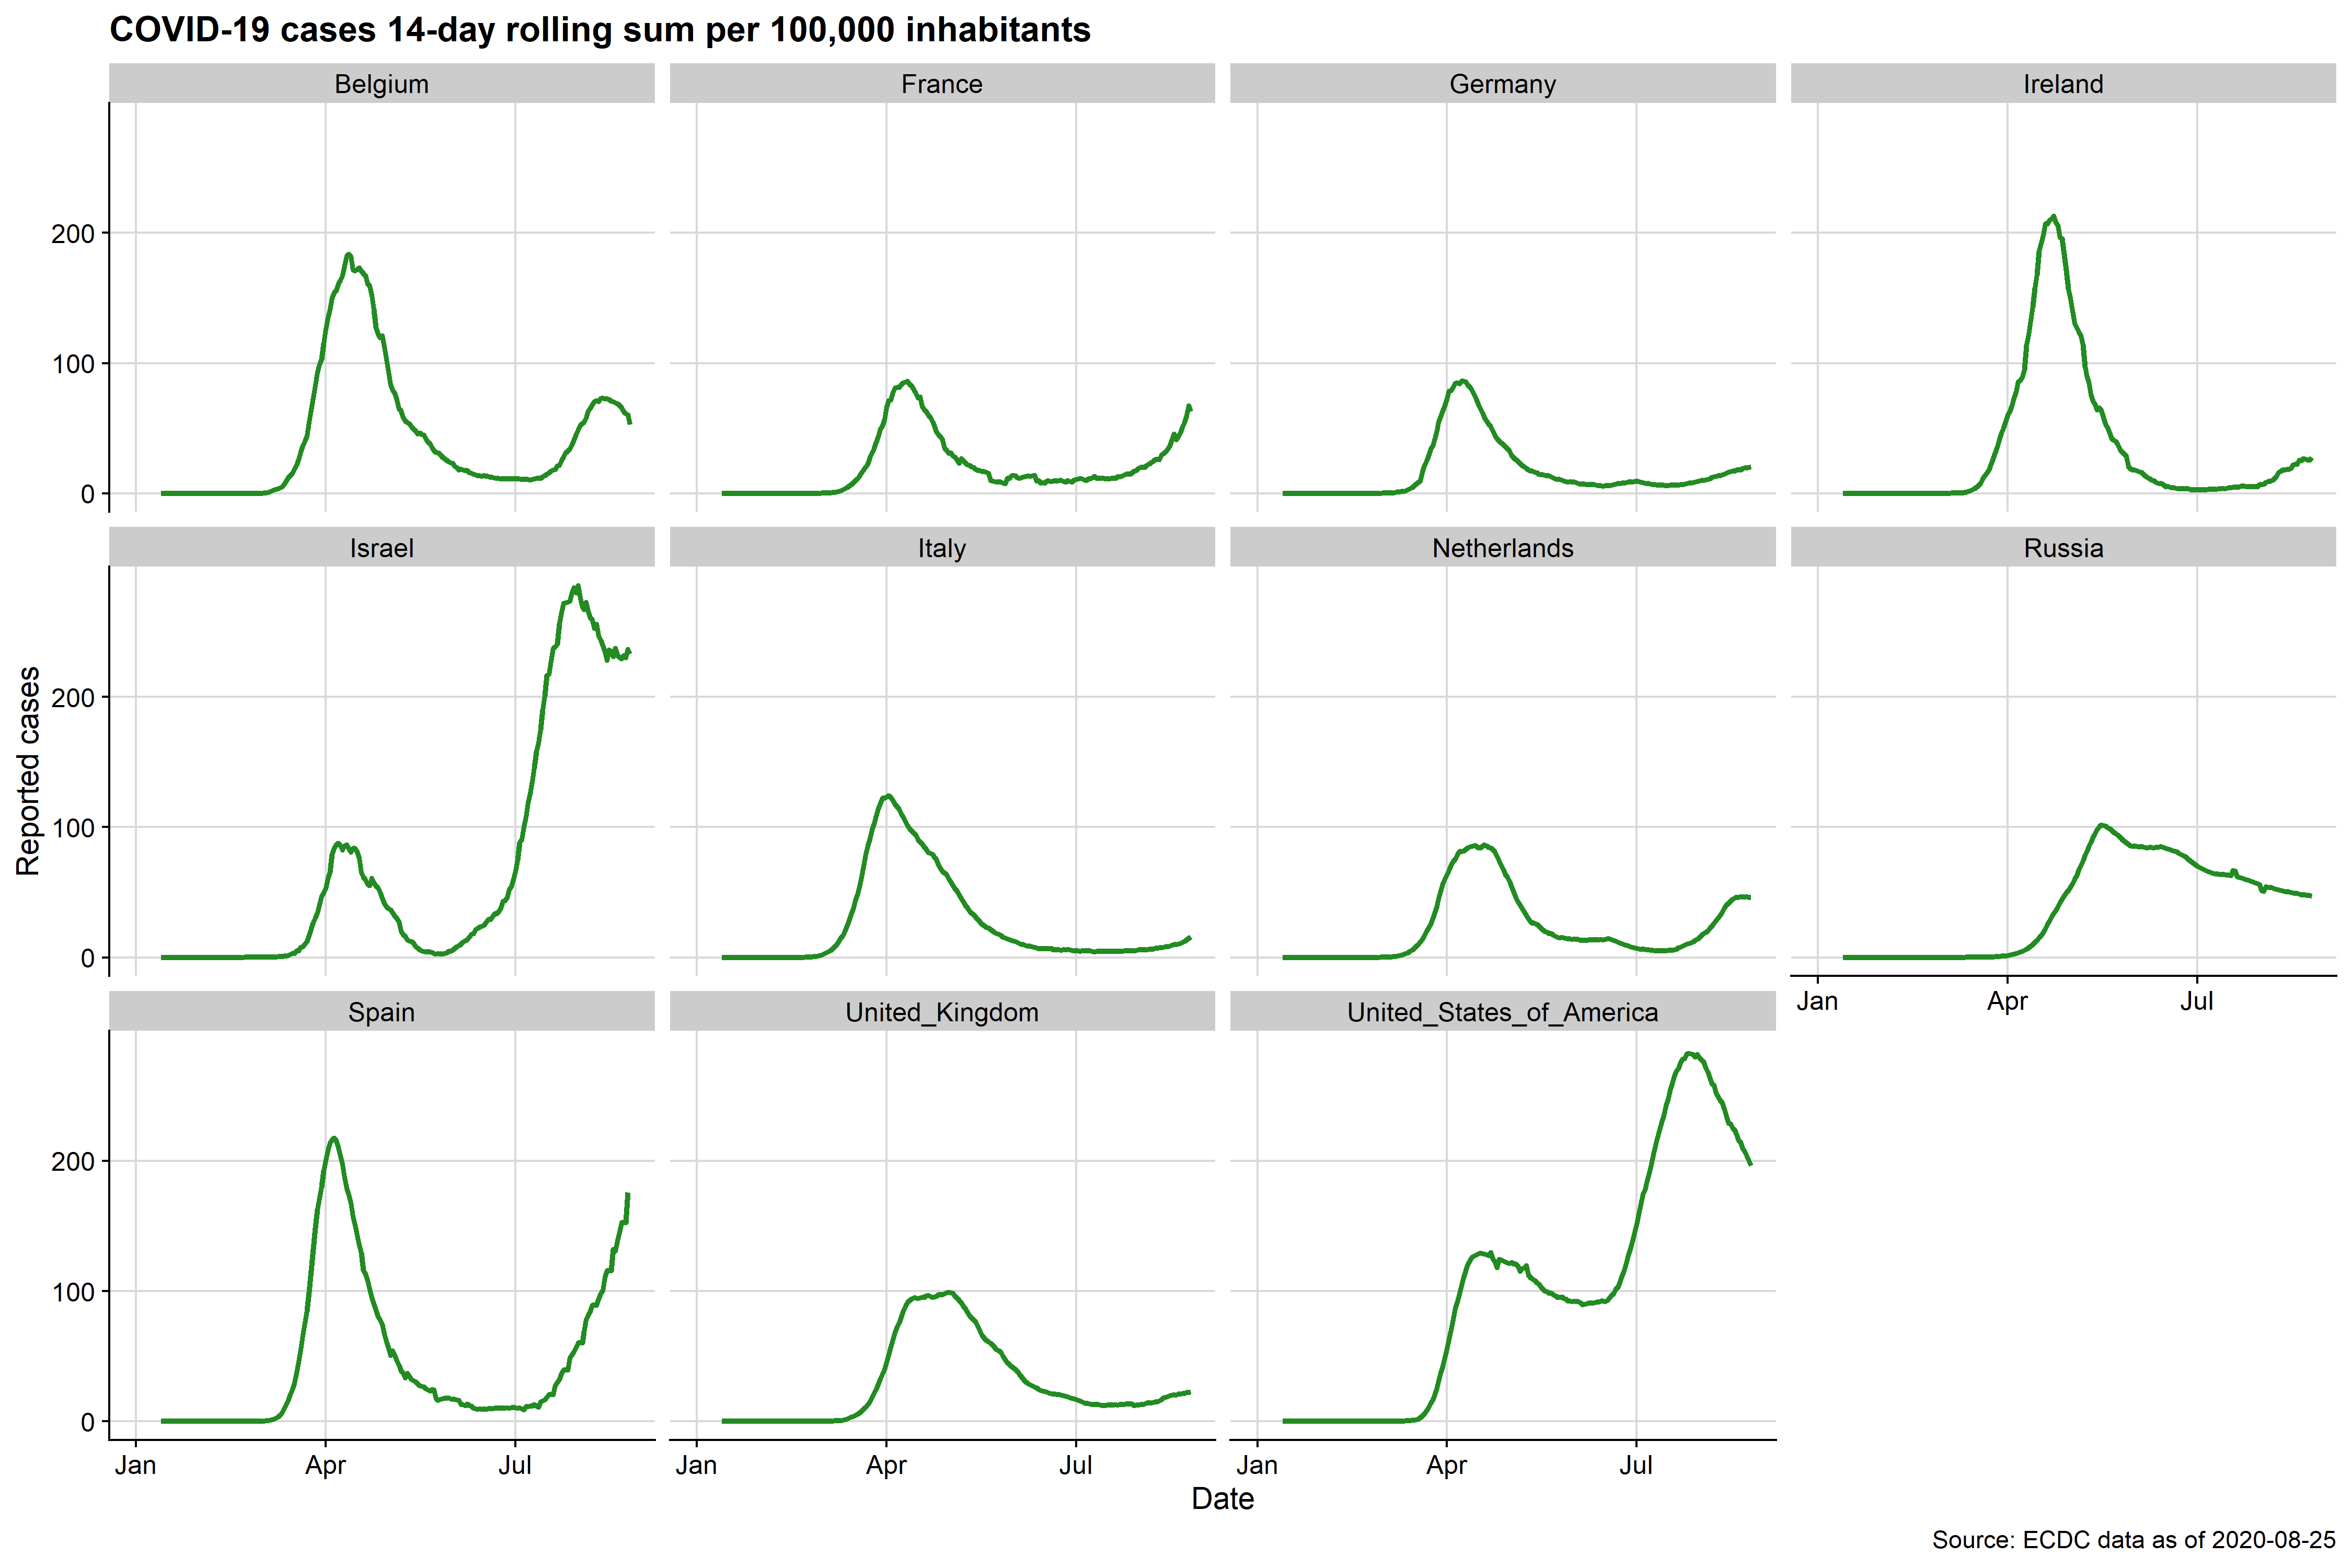 COVID-19 cases 14-day rolling sum per 100,000 inhabitants
Belgium France Germany Ireland
200
100
0
Israel Italy Netherlands Russia
200
100
0
Jan Apr Jul
Spain United_Kingdom United_States_of_America
200
100
0
Jan Apr Jul Jan Apr Jul Jan Apr Jul
Reported cases
Date
Source: ECDC data as of 2020-08-25